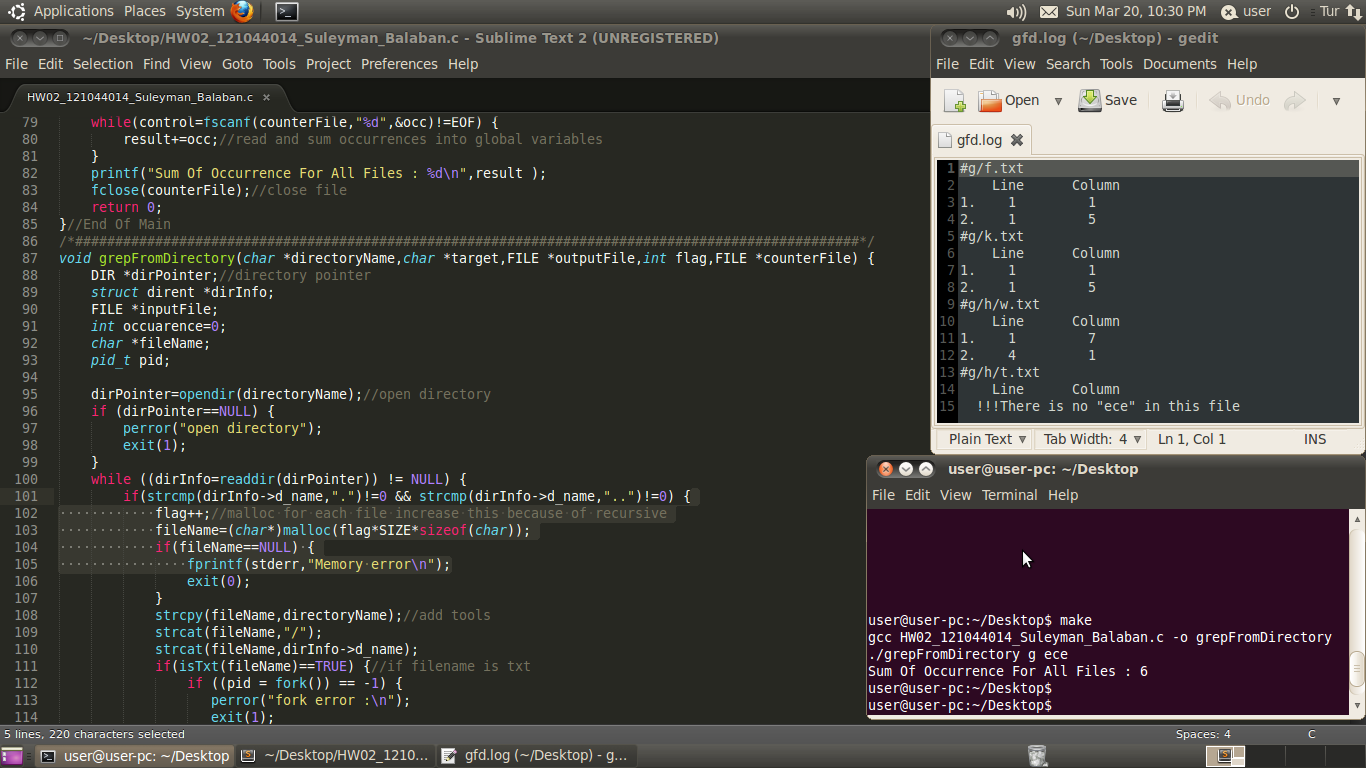 Applications Places System
Sun Mar 20, 10:30 PM user Tur
~/Desktop/HW02_121044014_Suleyman_Balaban.c - Sublime Text 2 (UNREGISTERED)
File Edit Selection Find View Goto Tools Project Preferences Help
HW02_121044014_Suleyman_Balaban.c ×
79 while(control=fscanf(counterFile,"%d",&occ)!=EOF) {
80 result+=occ;//read and sum occurrences into global variables
81 }
82 printf("Sum Of Occurrence For All Files : %d\n",result );
83 fclose(counterFile);//close file
84 return 0;
85 }//End Of Main
86 /*##################################################################################################*/
87 void grepFromDirectory(char *directoryName,char *target,FILE *outputFile,int flag,FILE *counterFile) {
88 DIR *dirPointer;//directory pointer
89 struct dirent *dirInfo;
90 FILE *inputFile;
91 int occuarence=0;
92 char *fileName;
93 pid_t pid;
94
95 dirPointer=opendir(directoryName);//open directory
96 if (dirPointer==NULL) {
97 perror("open directory");
98 exit(1);
99 }
100 while ((dirInfo=readdir(dirPointer)) != NULL) {
101 if(strcmp(dirInfo->d_name,".")!=0 && strcmp(dirInfo->d_name,"..")!=0) {
102 flag++;//malloc for each file increase this because of recursive
103 fileName=(char*)malloc(flag*SIZE*sizeof(char));
104 if(fileName==NULL) {
105 fprintf(stderr,"Memory error\n");
106 exit(0);
107 }
108 strcpy(fileName,directoryName);//add tools
109 strcat(fileName,"/");
110 strcat(fileName,dirInfo->d_name);
111 if(isTxt(fileName)==TRUE) {//if filename is txt
112 if ((pid = fork()) == -1) {
113 perror("fork error :\n");
114 exit(1);
5 lines, 220 characters selected
Spaces: 4 C
gfd.log (~/Desktop) - gedit
File Edit View Search Tools Documents Help
Open Save Undo
gfd.log
1 #g/f.txt
2 Line Column
3 1. 1 1
4 2. 1 5
5 #g/k.txt
6 Line Column
7 1. 1 1
8 2. 1 5
9 #g/h/w.txt
10 Line Column
11 1. 1 7
12 2. 4 1
13 #g/h/t.txt
14 Line Column
15 !!!There is no "ece" in this file
Plain Text Tab Width: 4 Ln 1, Col 1 INS
user@user-pc: ~/Desktop
File Edit View Terminal Help
user@user-pc:~/Desktop$ make
gcc HW02_121044014_Suleyman_Balaban.c -o grepFromDirectory
./grepFromDirectory g ece
Sum Of Occurrence For All Files : 6
user@user-pc:~/Desktop$
user@user-pc:~/Desktop$
user@user-pc: ~/Desktop
~/Desktop/HW02_1210...
gfd.log (~/Desktop) - g...